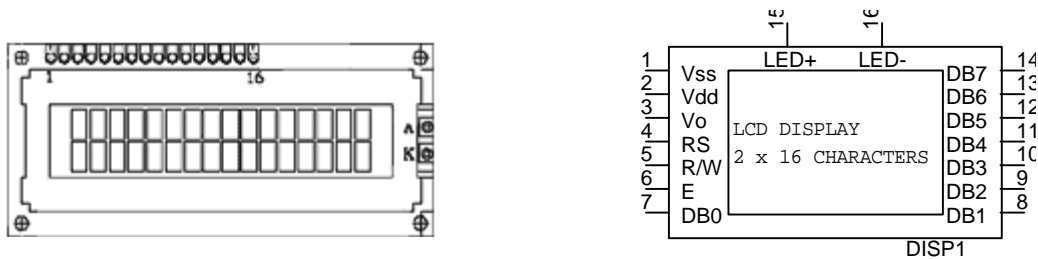 1 16
A
K
15 16
LED+ LED-
1 Vss DB7 14
2 Vdd DB6 13
3 Vo DB5 12
4 RS DB4 11
5 R/W DB3 10
6 E DB2 9
7 DB0 DB1 8
LCD DISPLAY
2 x 16 CHARACTERS
DISP1